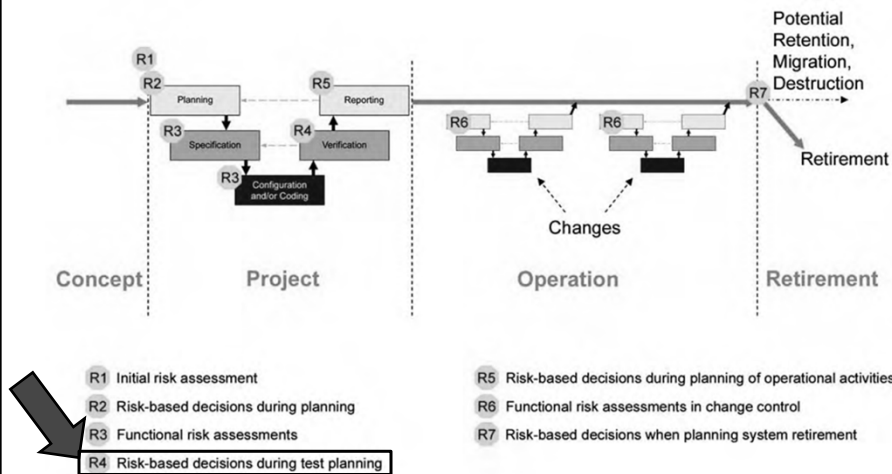 Potential
Retention,
Migration,
Destruction
R1
R2
R5
R7
Planning
Reporting
R6
R6
R3
R4
Specification
Verification
R3
Configuration
and/or Coding
Retirement
Changes
Concept
Project
Operation
Retirement
R1 Initial risk assessment
R2 Risk-based decisions during planning
R3 Functional risk assessments
R4 Risk-based decisions during test planning
R5 Risk-based decisions during planning of operational activities
R6 Functional risk assessments in change control
R7 Risk-based decisions when planning system retirement